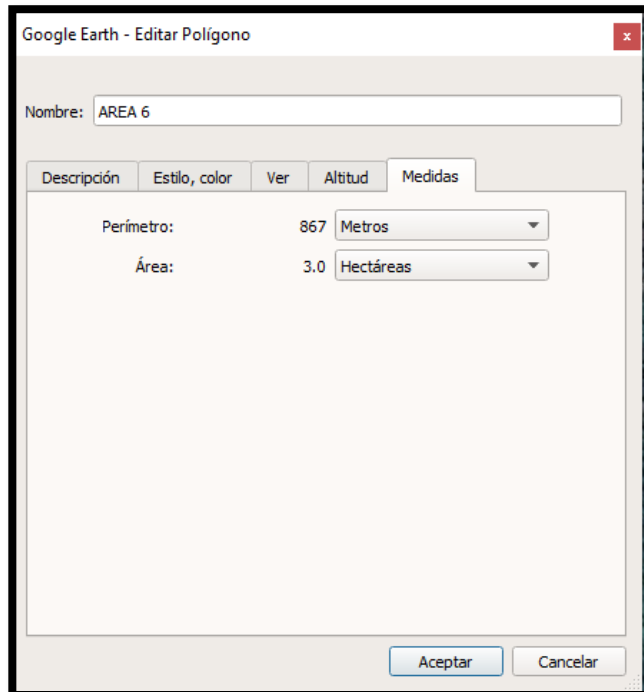 Google Earth - Editar Polígono
x
Nombre: AREA 6
Descripción Estilo, color Ver Altitud Medidas
Perímetro: 867 Metros
Área: 3.0 Hectáreas
Aceptar Cancelar